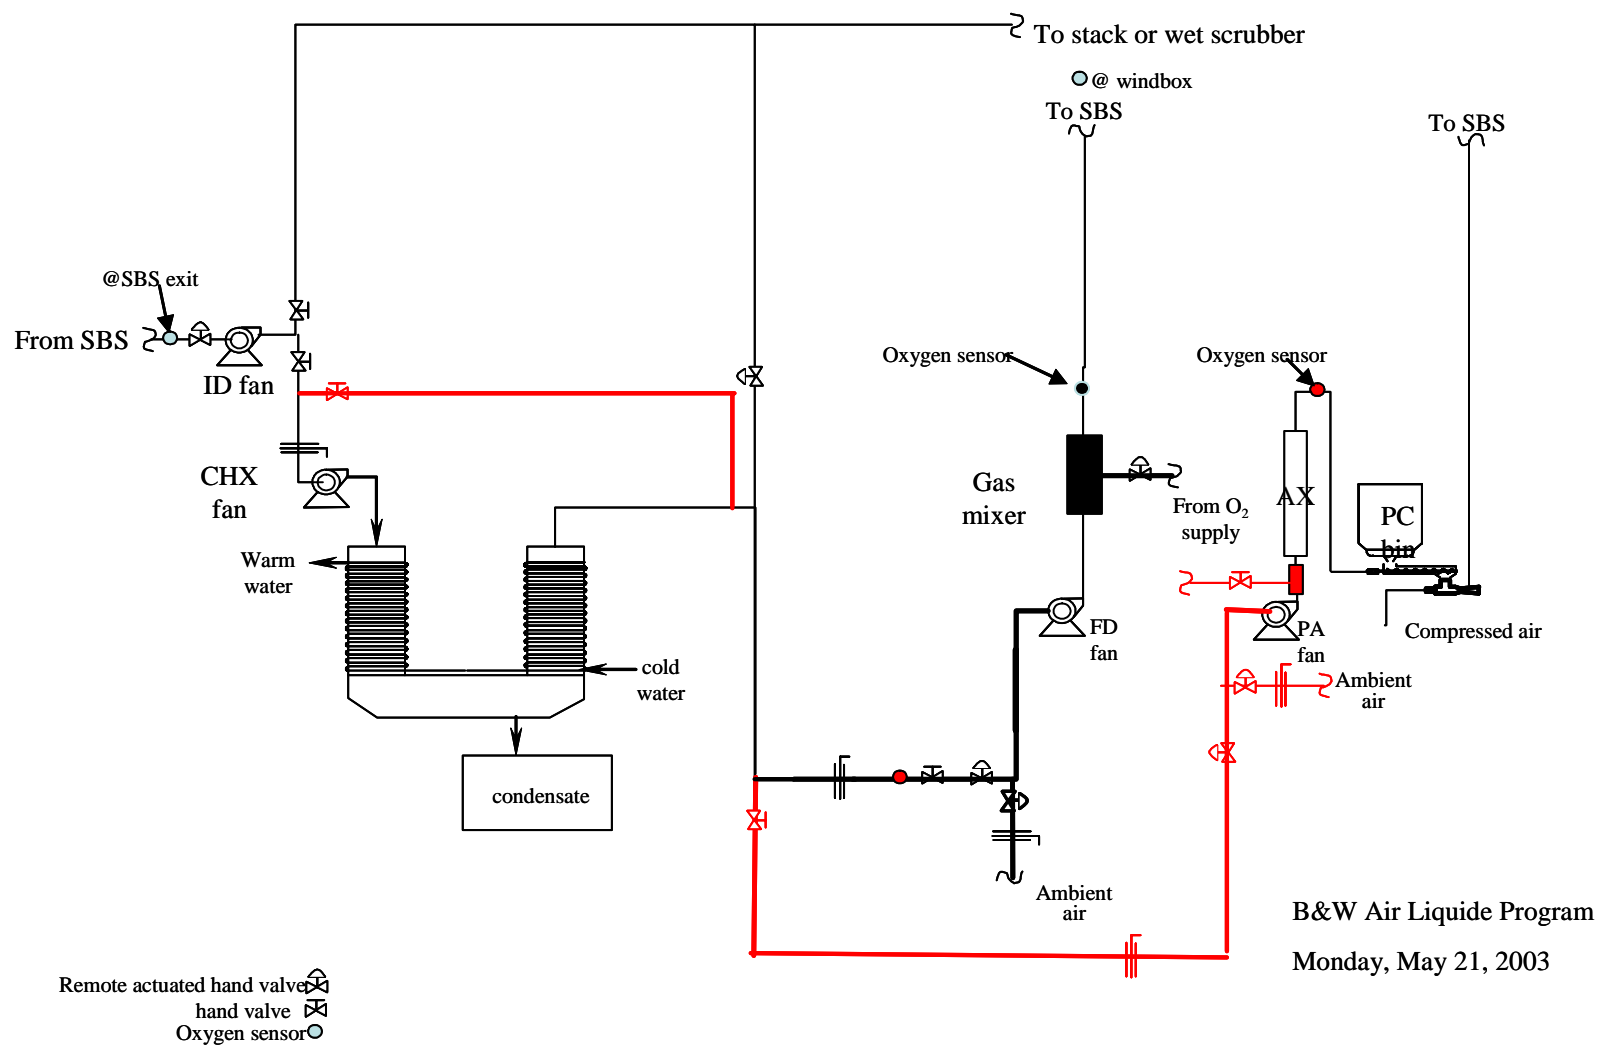 To stack or wet scrubber
@ windbox
To SBS
To SBS
@SBS exit
From SBS
ID fan
Oxygen sensor
Oxygen sensor
CHX
fan
Gas
mixer
From O₂
supply
AX
PC
bin
Warm
water
FD
fan
PA
fan
Compressed air
cold
water
Ambient
air
condensate
Ambient
air
B&W Air Liquide Program
Monday, May 21, 2003
Remote actuated hand valve
hand valve
Oxygen sensor